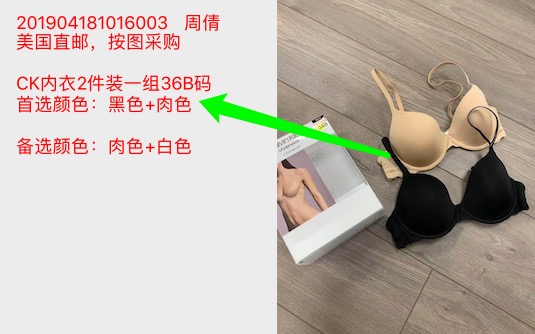 201904181016003 周倩
美国直邮，按图采购
CK内衣2件装一组36B码
首选颜色：黑色+肉色
备选颜色：肉色+白色